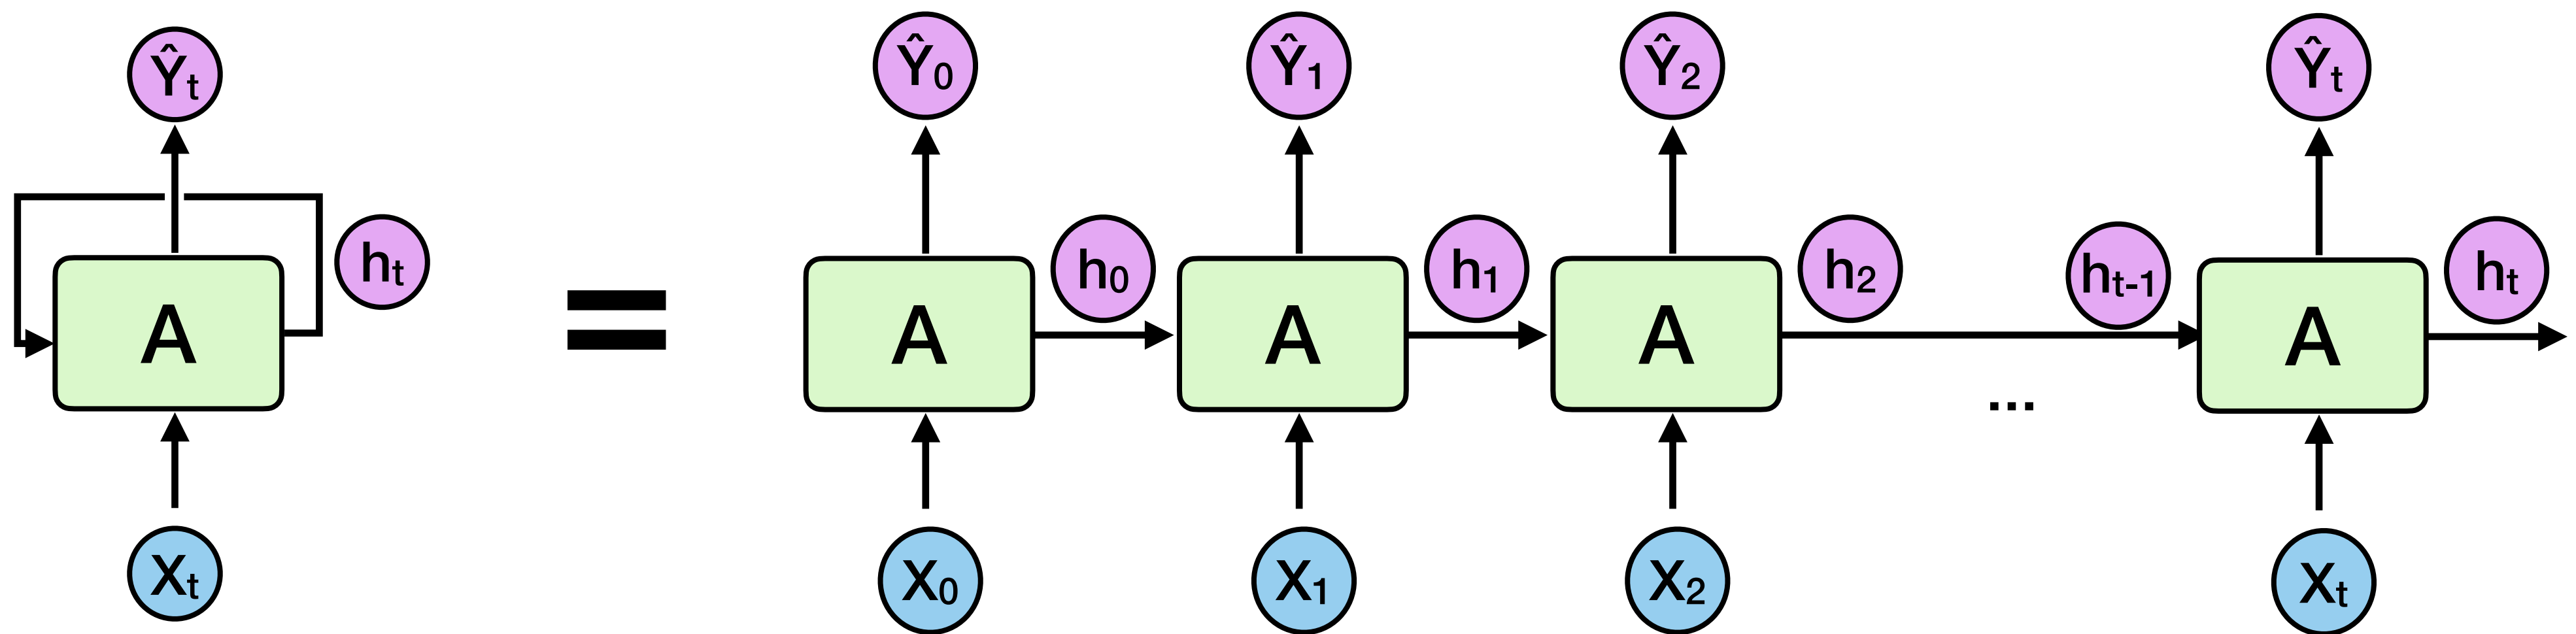 Ŷt Ŷ0 Ŷ1 Ŷ2 Ŷt
ht h0 h1 h2 ht-1 ht
A = A A A ... A
Xt X0 X1 X2 Xt